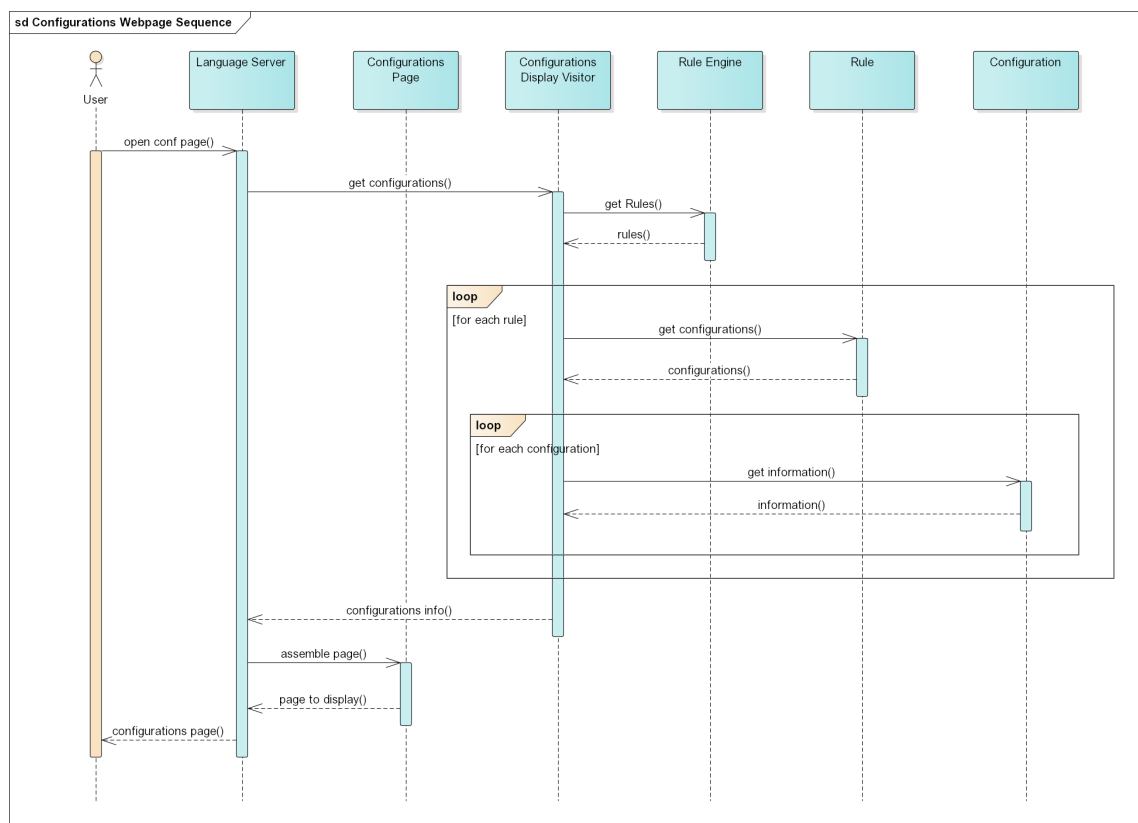 sd Configurations Webpage Sequence
User
Language Server
Configurations
Page
Configurations
Display Visitor
Rule Engine
Rule
Configuration
open conf page()
get configurations()
get Rules()
rules()
loop
[for each rule]
get configurations()
configurations()
loop
[for each configuration]
get information()
information()
configurations info()
assemble page()
page to display()
configurations page()